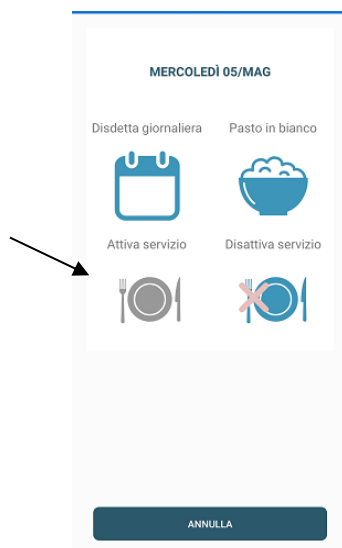 MERCOLEDÌ 05/MAG
Disdetta giornaliera Pasto in bianco
Attiva servizio Disattiva servizio
ANNULLA